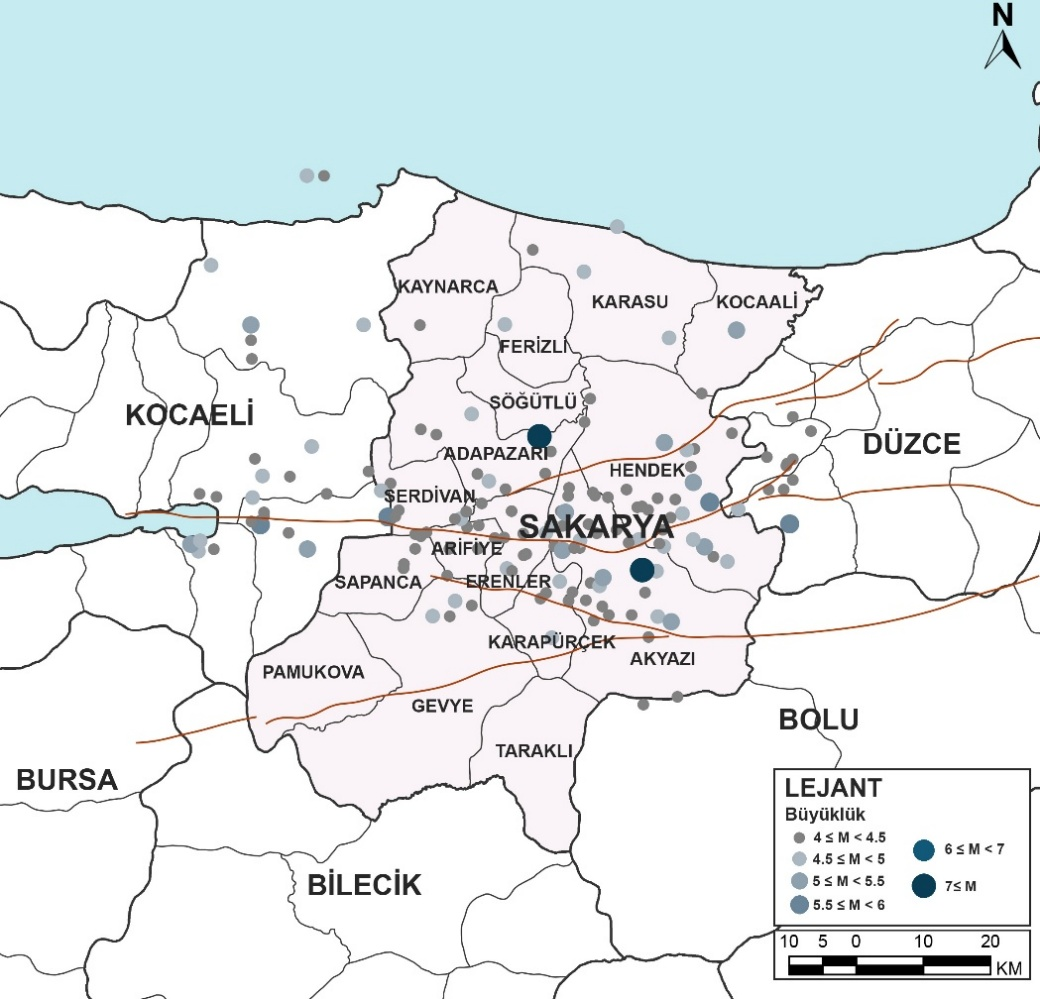 N
KAYNARCA
KARASU
KOCAALİ
FERİZLİ
SÖĞÜTLÜ
KOCAELİ
DÜZCE
ADAPAZARI
HENDEK
SERDİVAN
SAKARYA
ARİFİYE
SAPANCA
ERENLER
KARAPÜRÇEK
AKYAZI
PAMUKOVA
GEVYE
BOLU
TARAKLI
BURSA
BİLECİK
LEJANT
Büyüklük
4 ≤ M < 4.5
4.5 ≤ M < 5
5 ≤ M < 5.5
5.5 ≤ M < 6
6 ≤ M < 7
7≤ M
10 5 0 10 20
KM